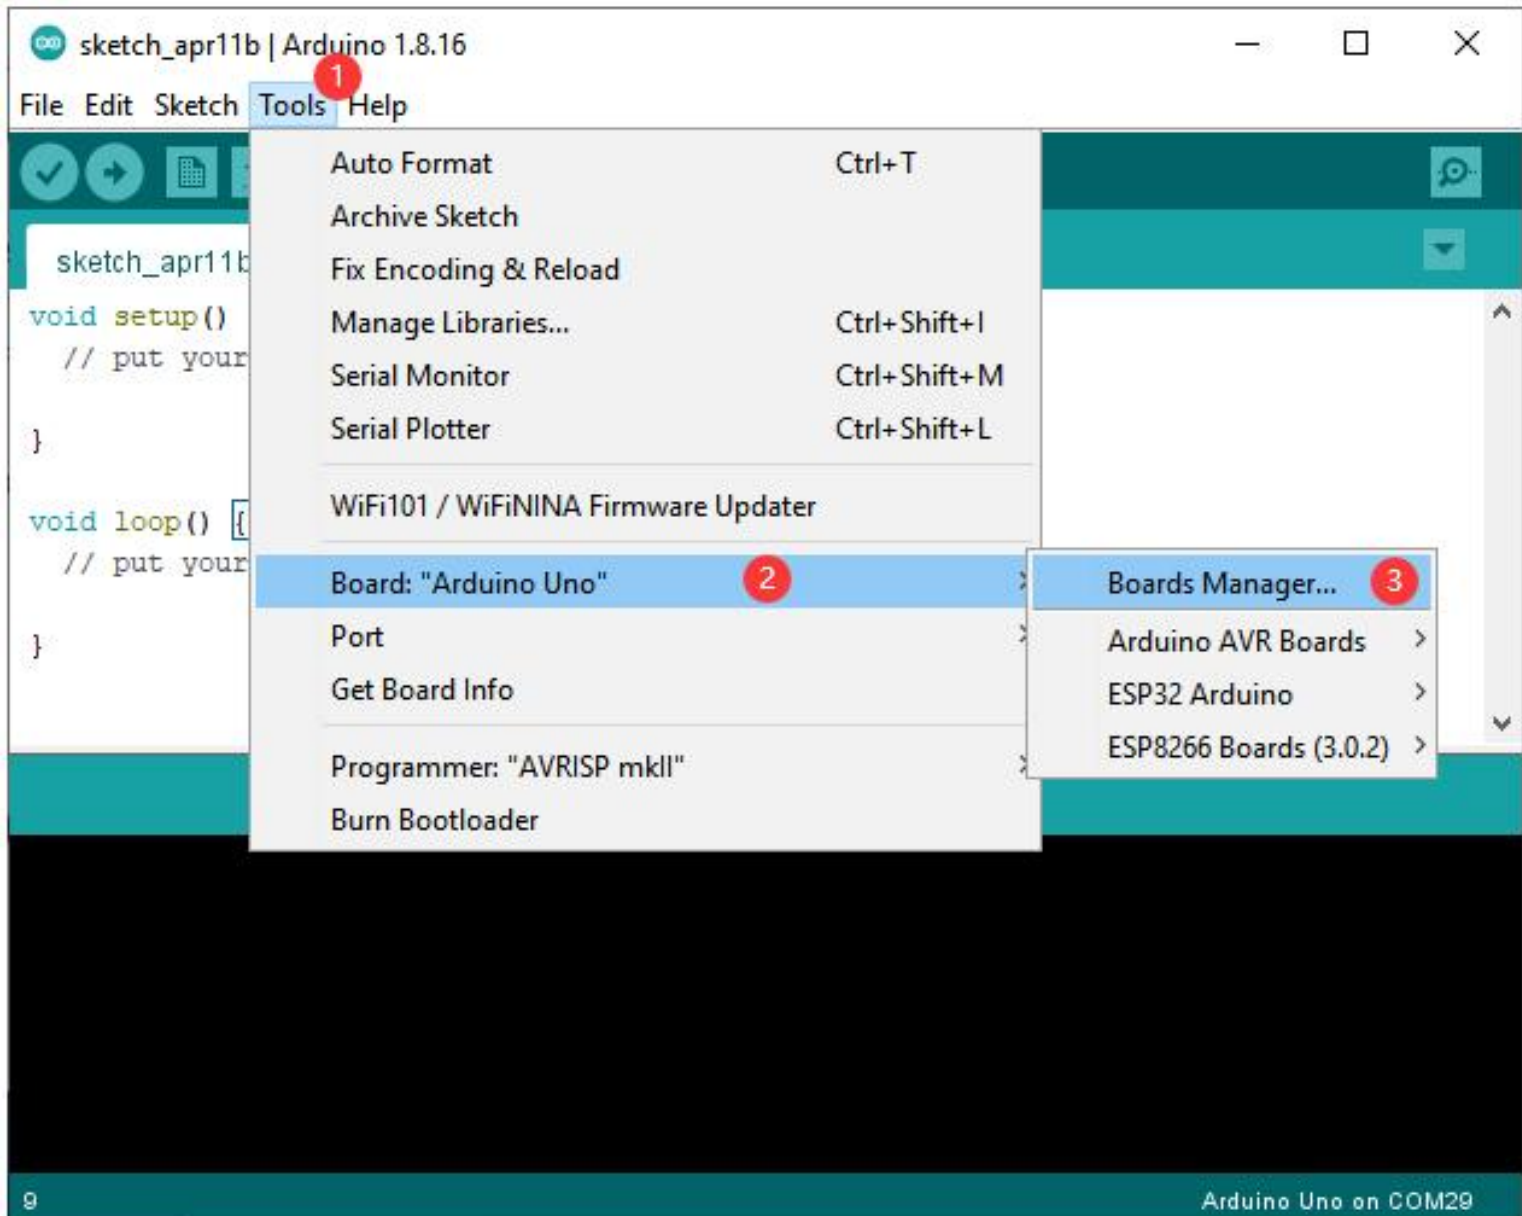 sketch_apr11b | Arduino 1.8.16
1
File Edit Sketch Tools Help
Auto Format Ctrl+T
Archive Sketch
sketch_apr11b
Fix Encoding & Reload
void setup()
Manage Libraries... Ctrl+Shift+I
// put your
Serial Monitor Ctrl+Shift+M
}
Serial Plotter Ctrl+Shift+L
WiFi101 / WiFiNINA Firmware Updater
void loop() {
// put your
Board: "Arduino Uno" 2
Boards Manager... 3
Port
Arduino AVR Boards
}
Get Board Info
ESP32 Arduino
ESP8266 Boards (3.0.2)
Programmer: "AVRISP mkII"
Burn Bootloader
9
Arduino Uno on COM29